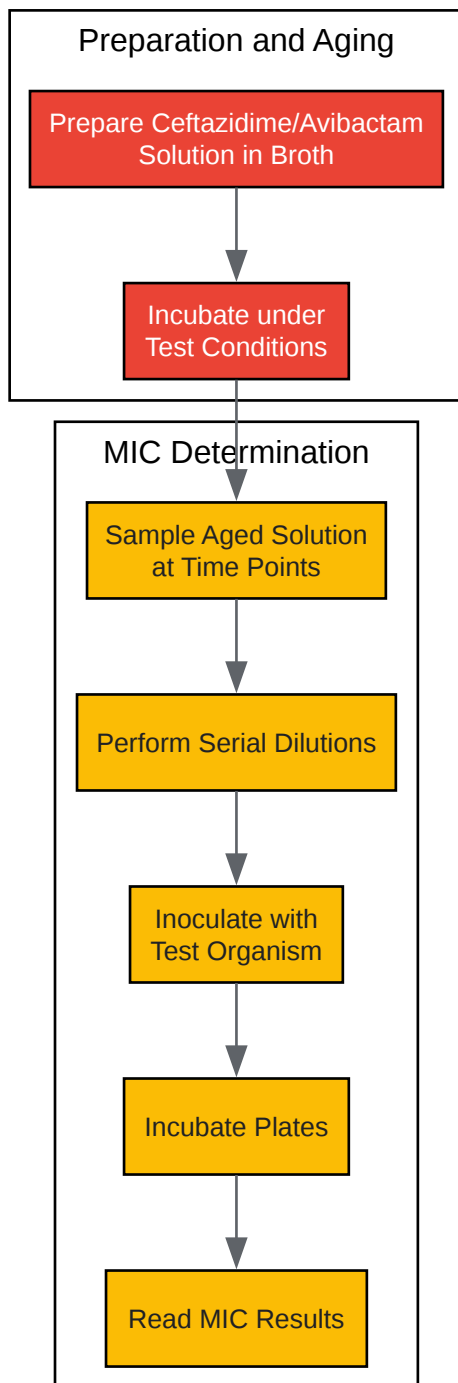 Preparation and Aging
Prepare Ceftazidime/Avibactam
Solution in Broth
Incubate under
Test Conditions
MIC Determination
Sample Aged Solution
at Time Points
Perform Serial Dilutions
Inoculate with
Test Organism
Incubate Plates
Read MIC Results